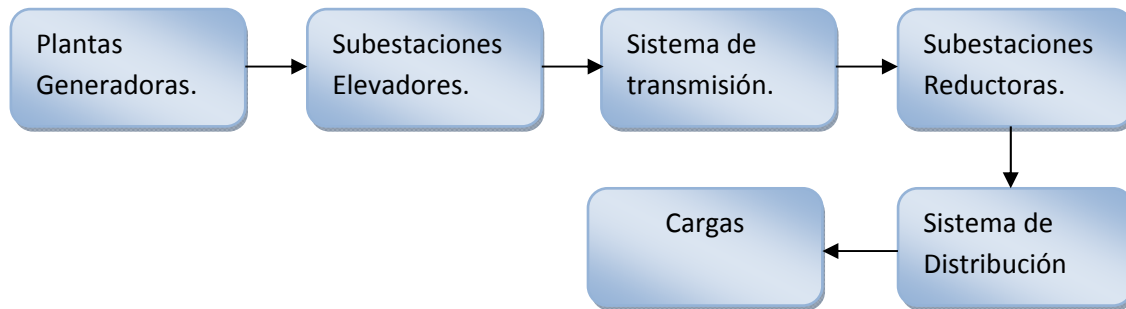 Plantas
Generadoras.
Subestaciones
Elevadores.
Sistema de
transmisión.
Subestaciones
Reductoras.
Sistema de
Distribución
Cargas